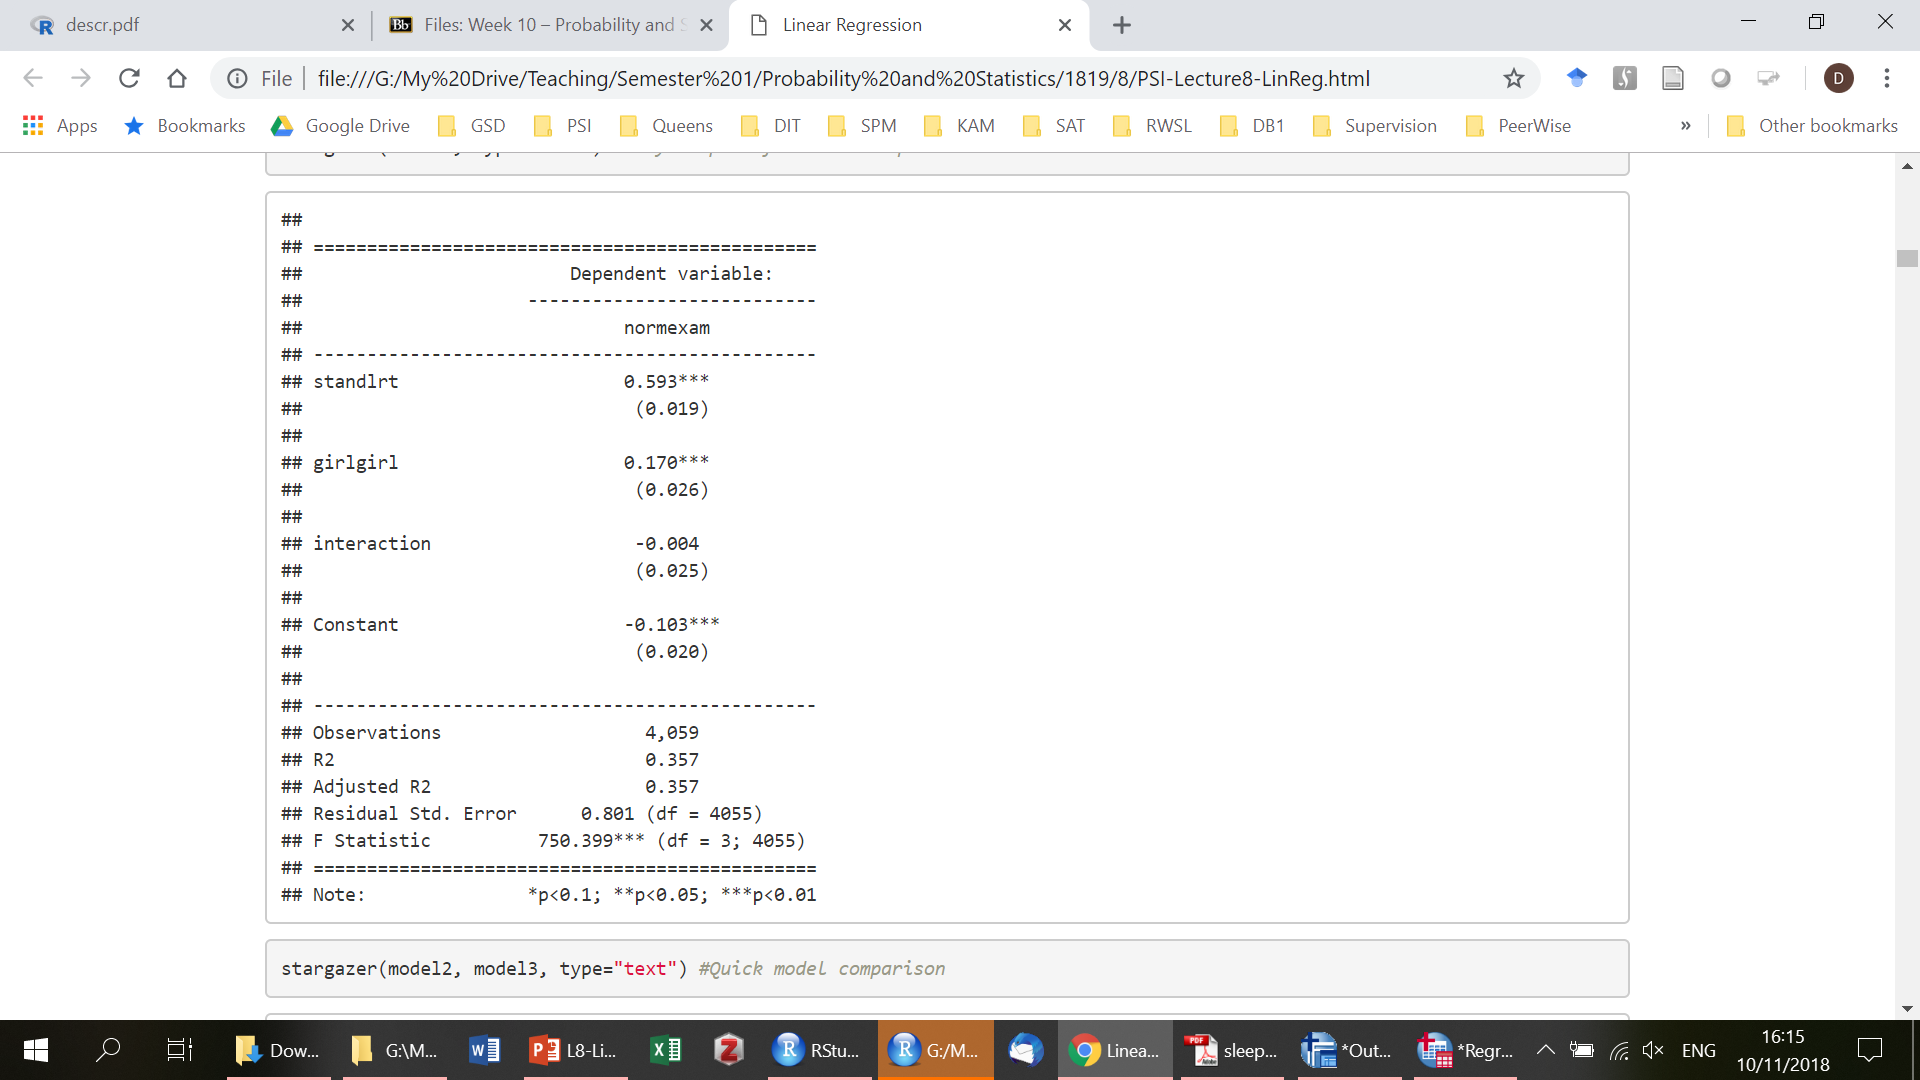 descr.pdf
Files: Week 10 – Probability and
Linear Regression
File
file:///G:/My%20Drive/Teaching/Semester%201/Probability%20and%20Statistics/1819/8/PSI-Lecture8-LinReg.html
D
Apps Bookmarks Google Drive GSD PSI Queens DIT SPM KAM SAT RWSL DB1 Supervision PeerWise » Other bookmarks
##
## ===============================================
## Dependent variable:
## ---------------------------
## normexam
## -----------------------------------------------
## standlrt 0.593***
## (0.019)
##
## girlgirl 0.170***
## (0.026)
##
## interaction -0.004
## (0.025)
##
## Constant -0.103***
## (0.020)
##
## -----------------------------------------------
## Observations 4,059
## R2 0.357
## Adjusted R2 0.357
## Residual Std. Error 0.801 (df = 4055)
## F Statistic 750.399*** (df = 3; 4055)
## ===============================================
## Note: *p<0.1; **p<0.05; ***p<0.01
stargazer(model2, model3, type="text") #Quick model comparison
Dow... G:\M... L8-Li... RStu... G:/M... Linea... sleep... *Out... *Regr... ENG
16:15
10/11/2018